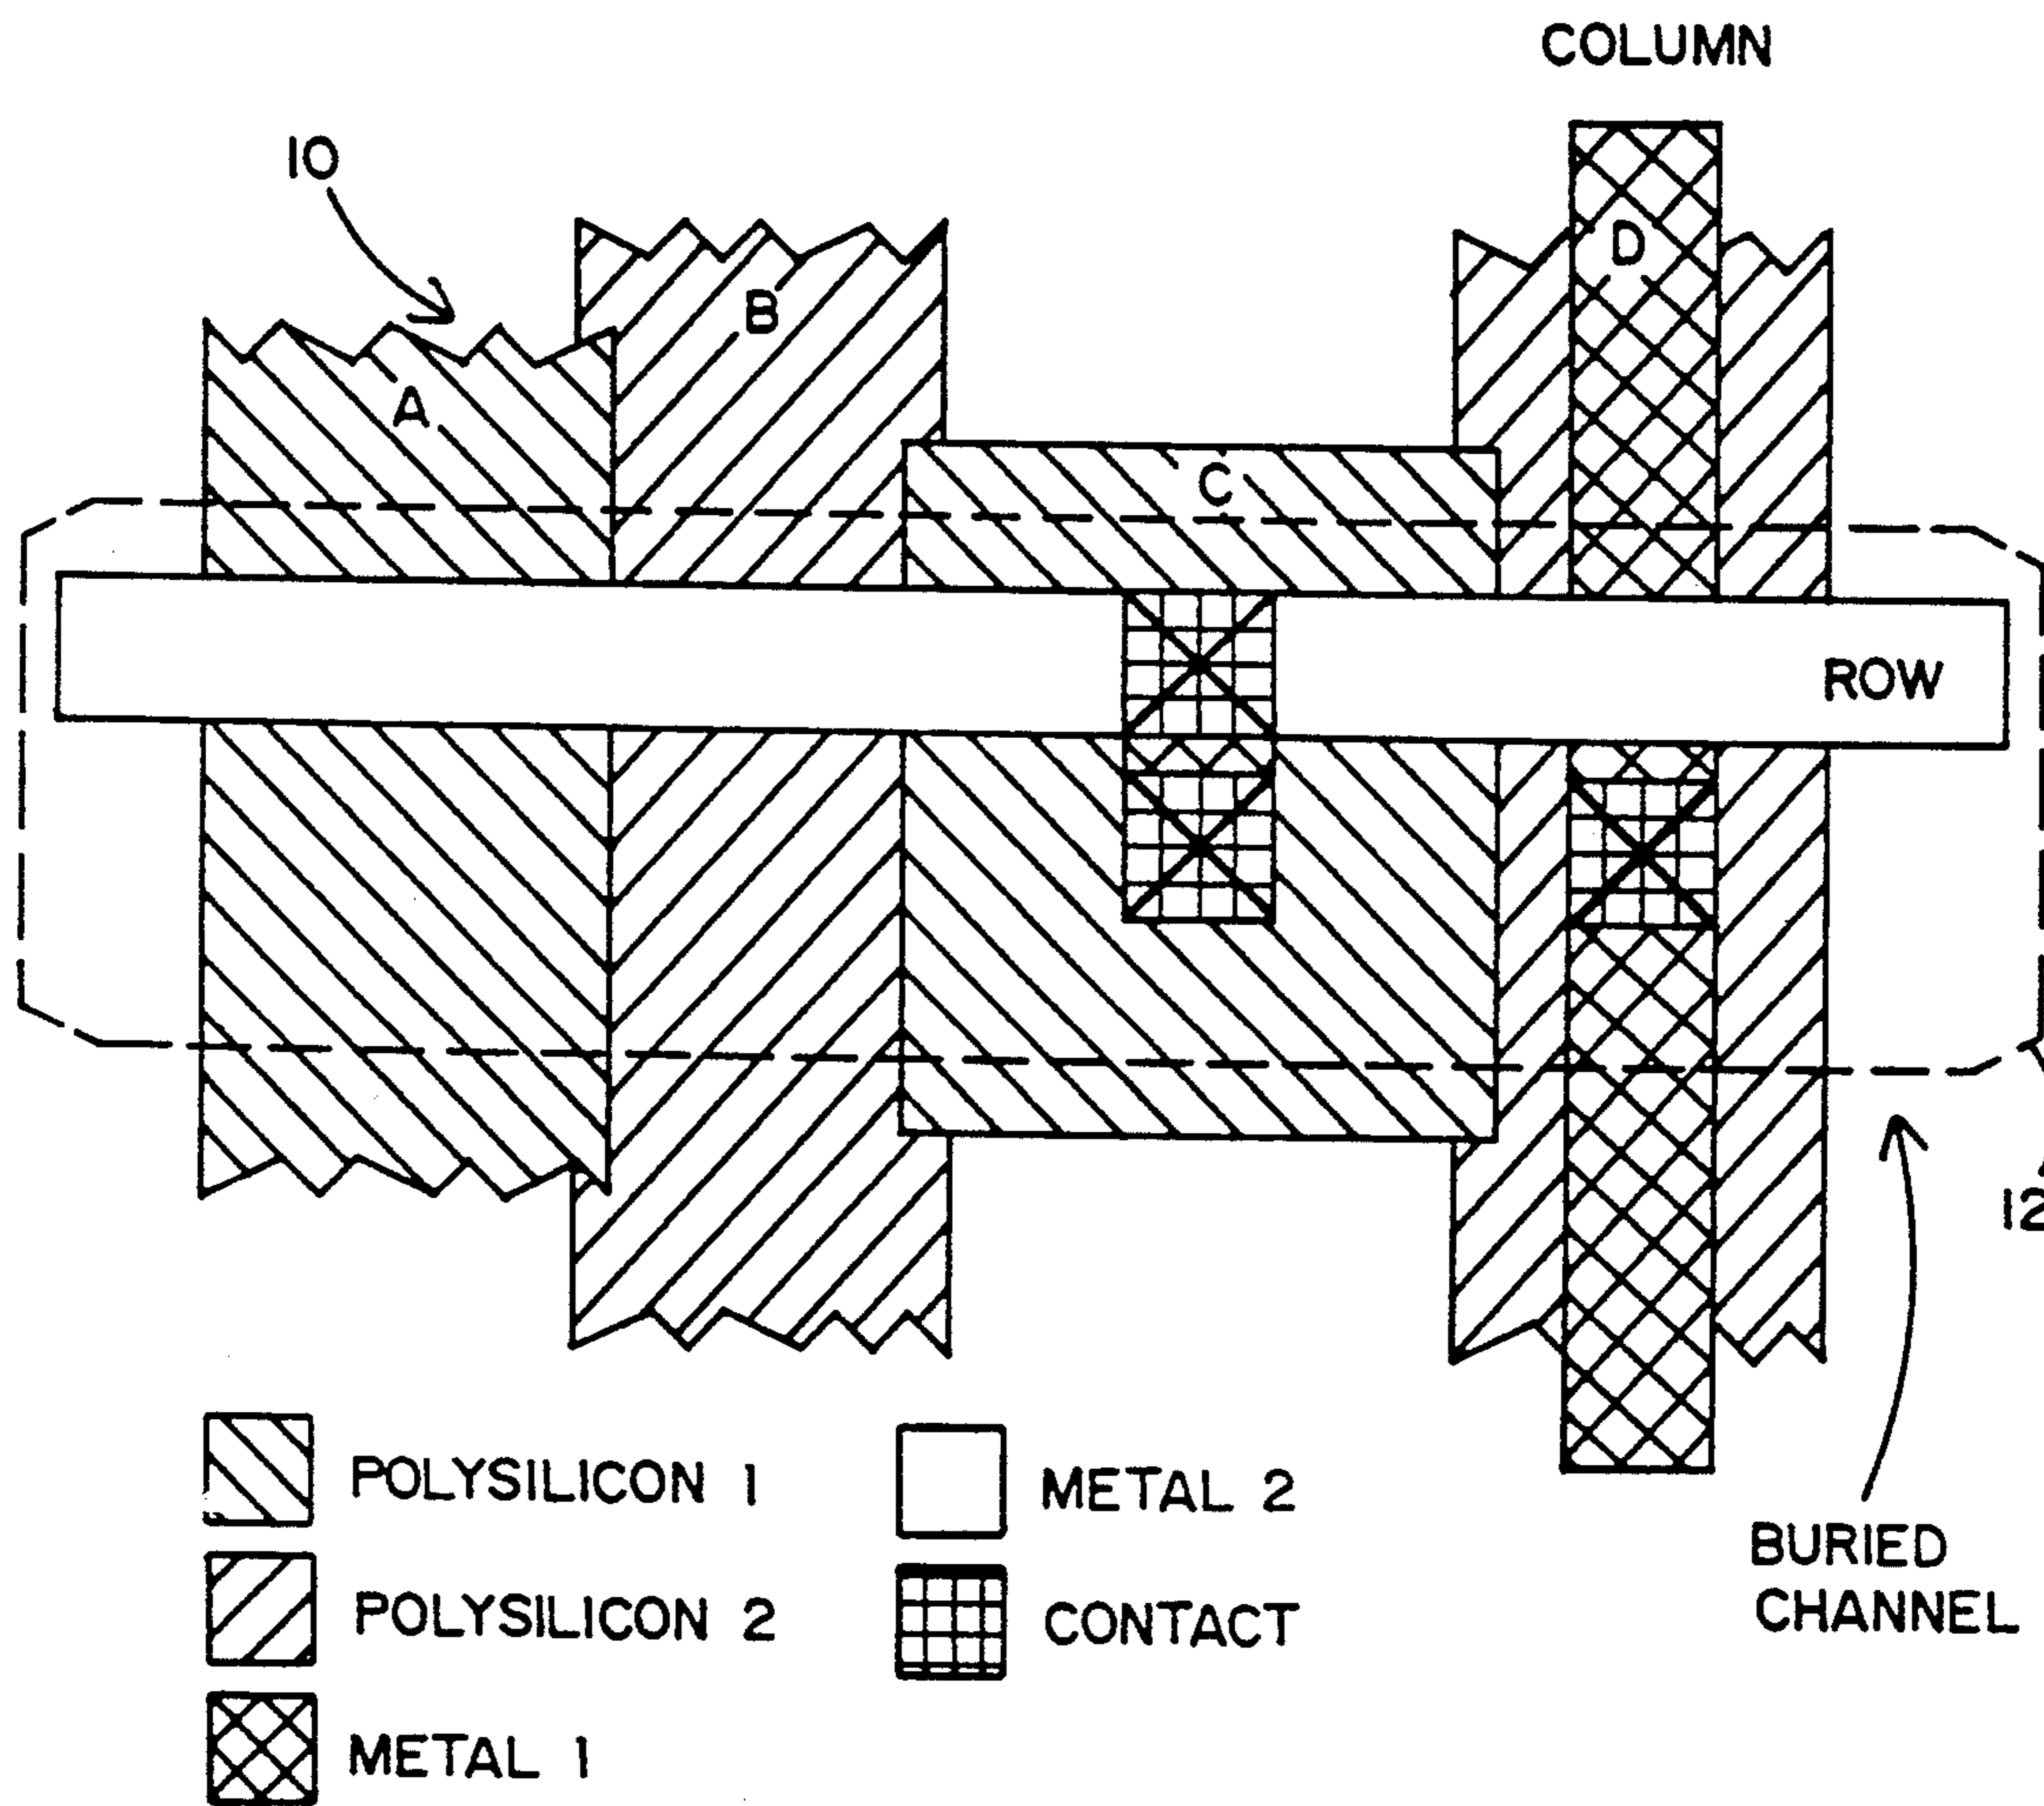 COLUMN
10
D
B
A
C
ROW
12
POLYSILICON 1
METAL 2
BURIED
CHANNEL
POLYSILICON 2
CONTACT
METAL 1